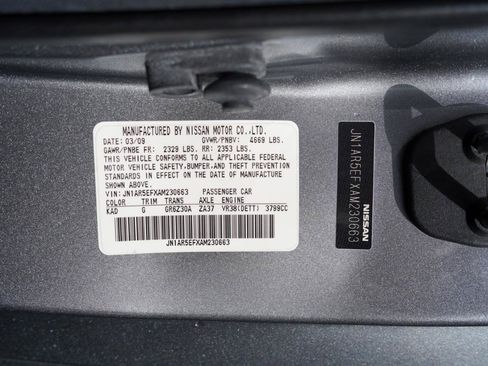 MANUFACTURED BY NISSAN MOTOR CO.,LTD.
DATE: 03/09 GVWR/PNBV: 4669 LBS.
GAWR/PNBE FR: 2329 LBS. RR: 2353 LBS.
THIS VEHICLE CONFORMS TO ALL APPLICABLE FEDERAL
MOTOR VEHICLE SAFETY,BUMPER,AND THEFT PREVENTION
STANDARDS IN EFFECT ON THE DATE OF MANUFACTURE
SHOWN ABOVE.
VIN: JN1AR5EFXAM230663 PASSENGER CAR
COLOR TRIM TRANS AXLE ENGINE
KAD G GR6Z30A ZA37 VR38(DETT) 3799CC
JN1AR5EFXAM230663
NISSAN
JN1AR5EFXAM230663